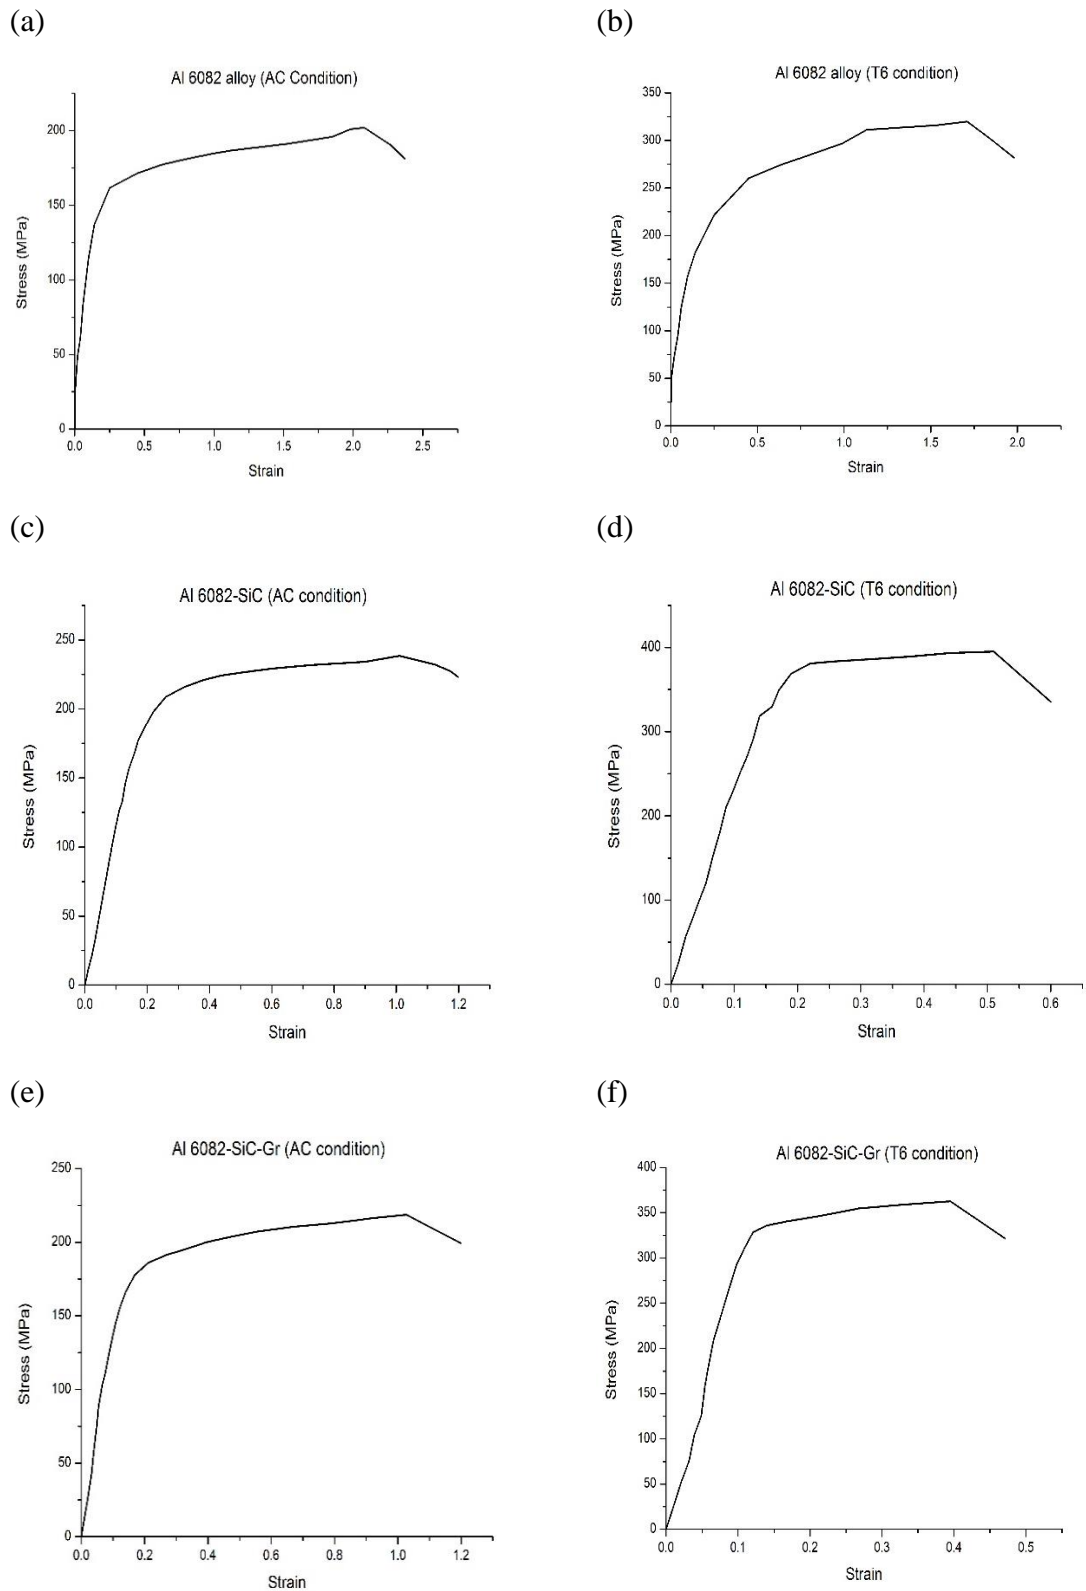 (a)
(b)
Al 6082 alloy (AC Condition)
200
150
100
50
0
0.0 0.5 1.0 1.5 2.0 2.5
Stress (MPa)
Strain
Al 6082 alloy (T6 condition)
350
300
250
200
150
100
50
0
0.0 0.5 1.0 1.5 2.0
Stress (MPa)
Strain
(c)
(d)
Al 6082-SiC (AC condition)
250
200
150
100
50
0
0.0 0.2 0.4 0.6 0.8 1.0 1.2
Stress (MPa)
Strain
Al 6082-SiC (T6 condition)
400
300
200
100
0
0.0 0.1 0.2 0.3 0.4 0.5 0.6
Stress (MPa)
Strain
(e)
(f)
Al 6082-SiC-Gr (AC condition)
250
200
150
100
50
0
0.0 0.2 0.4 0.6 0.8 1.0 1.2
Stress (MPa)
Strain
Al 6082-SiC-Gr (T6 condition)
400
350
300
250
200
150
100
50
0
0.0 0.1 0.2 0.3 0.4 0.5
Stress (MPa)
Strain